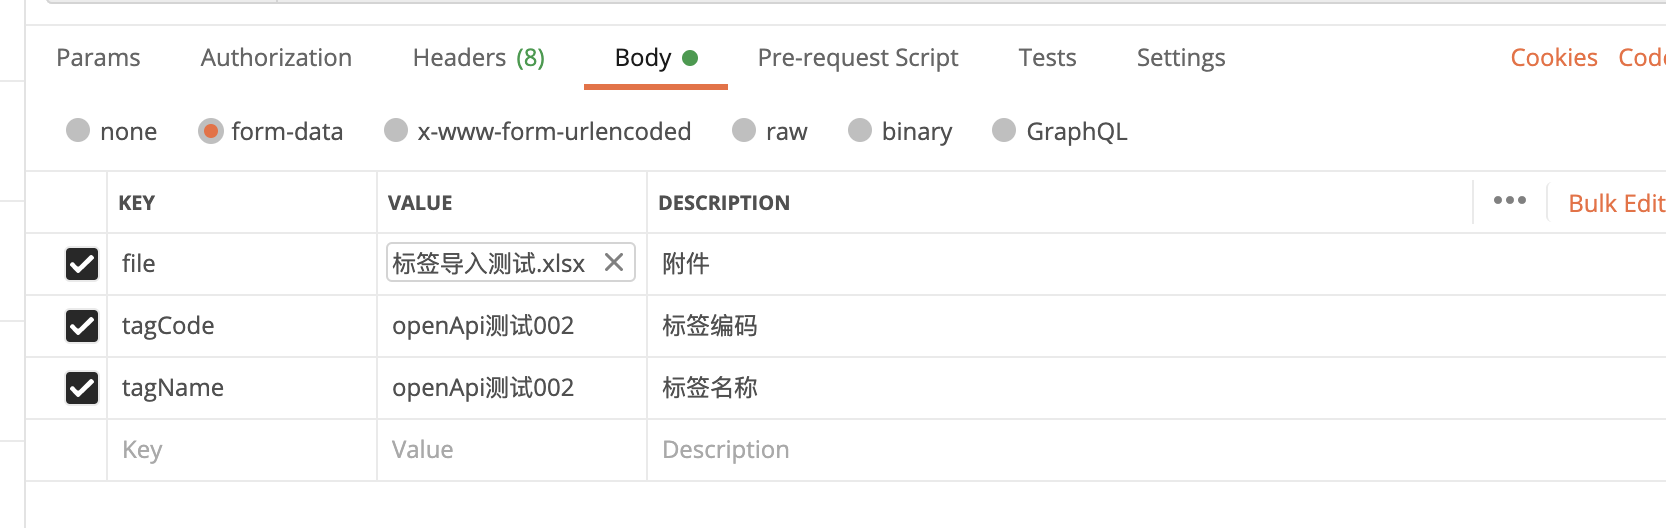 Params Authorization Headers (8) Body Pre-request Script Tests Settings Cookies
none form-data x-www-form-urlencoded raw binary GraphQL
KEY VALUE DESCRIPTION ••• Bulk Edit
file 标签导入测试.xlsx 附件
tagCode openApi测试002 标签编码
tagName openApi测试002 标签名称
Key Value Description